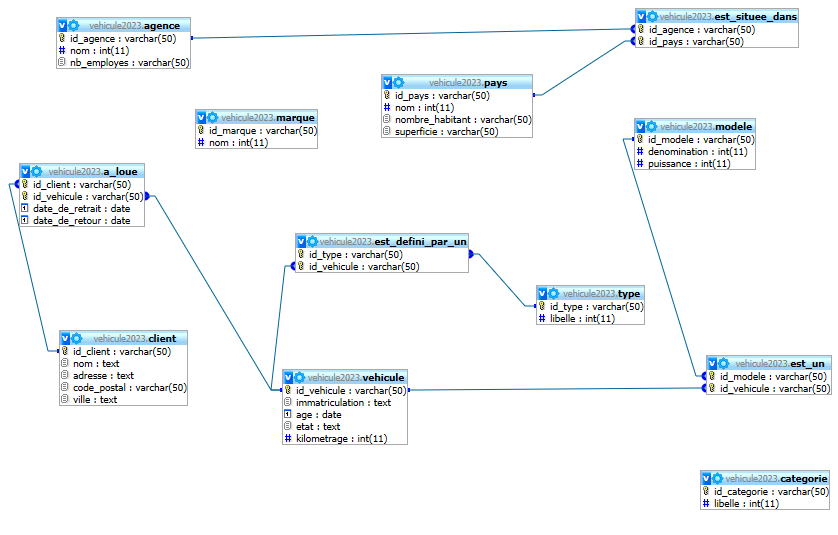 vehicule2023.agence
id_agence : varchar(50)
nom : int(11)
nb_employes : varchar(50)
vehicule2023.est_situee_dans
id_agence : varchar(50)
id_pays : varchar(50)
vehicule2023.pays
id_pays : varchar(50)
nom : int(11)
nombre_habitant : varchar(50)
superficie : varchar(50)
vehicule2023.marque
id_marque : varchar(50)
nom : int(11)
vehicule2023.modele
id_modele : varchar(50)
denomination : int(11)
puissance : int(11)
vehicule2023.a_loue
id_client : varchar(50)
id_vehicule : varchar(50)
date_de_retrait : date
date_de_retour : date
vehicule2023.est_defini_par_un
id_type : varchar(50)
id_vehicule : varchar(50)
vehicule2023.type
id_type : varchar(50)
libelle : int(11)
vehicule2023.client
id_client : varchar(50)
nom : text
adresse : text
code_postal : varchar(50)
ville : text
vehicule2023.vehicule
id_vehicule : varchar(50)
immatriculation : text
age : date
etat : text
kilometrage : int(11)
vehicule2023.est_un
id_modele : varchar(50)
id_vehicule : varchar(50)
vehicule2023.categorie
id_categorie : varchar(50)
libelle : int(11)